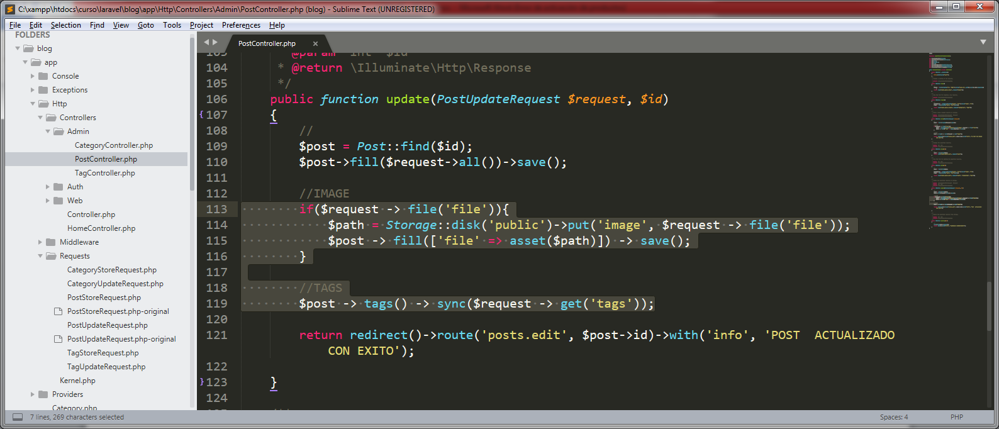 C:\xampp\htdocs\curso\laravel\blog\app\Http\Controllers\Admin\PostController.php (blog) - Sublime Text (UNREGISTERED)
File Edit Selection Find View Goto Tools Project Preferences Help
FOLDERS
blog
app
Console
Exceptions
Http
Controllers
Admin
CategoryController.php
PostController.php
TagController.php
Auth
Web
Controller.php
HomeController.php
Middleware
Requests
CategoryStoreRequest.php
CategoryUpdateRequest.php
PostStoreRequest.php
PostStoreRequest.php-original
PostUpdateRequest.php
PostUpdateRequest.php-original
TagStoreRequest.php
TagUpdateRequest.php
Kernel.php
Providers
Category.php
PostController.php
103 @param int $id
104 * @return \Illuminate\Http\Response
105 */
106 public function update(PostUpdateRequest $request, $id)
107 {
108 //
109 $post = Post::find($id);
110 $post->fill($request->all())->save();
111
112 //IMAGE
113 if($request -> file('file')){
114 $path = Storage::disk('public')->put('image', $request -> file('file'));
115 $post -> fill(['file' => asset($path)]) -> save();
116 }
117
118 //TAGS
119 $post -> tags() -> sync($request -> get('tags'));
120
121 return redirect()->route('posts.edit', $post->id)->with('info', 'POST  ACTUALIZADO
CON EXITO');
122
123 }
124
7 lines, 269 characters selected
Spaces: 4
PHP